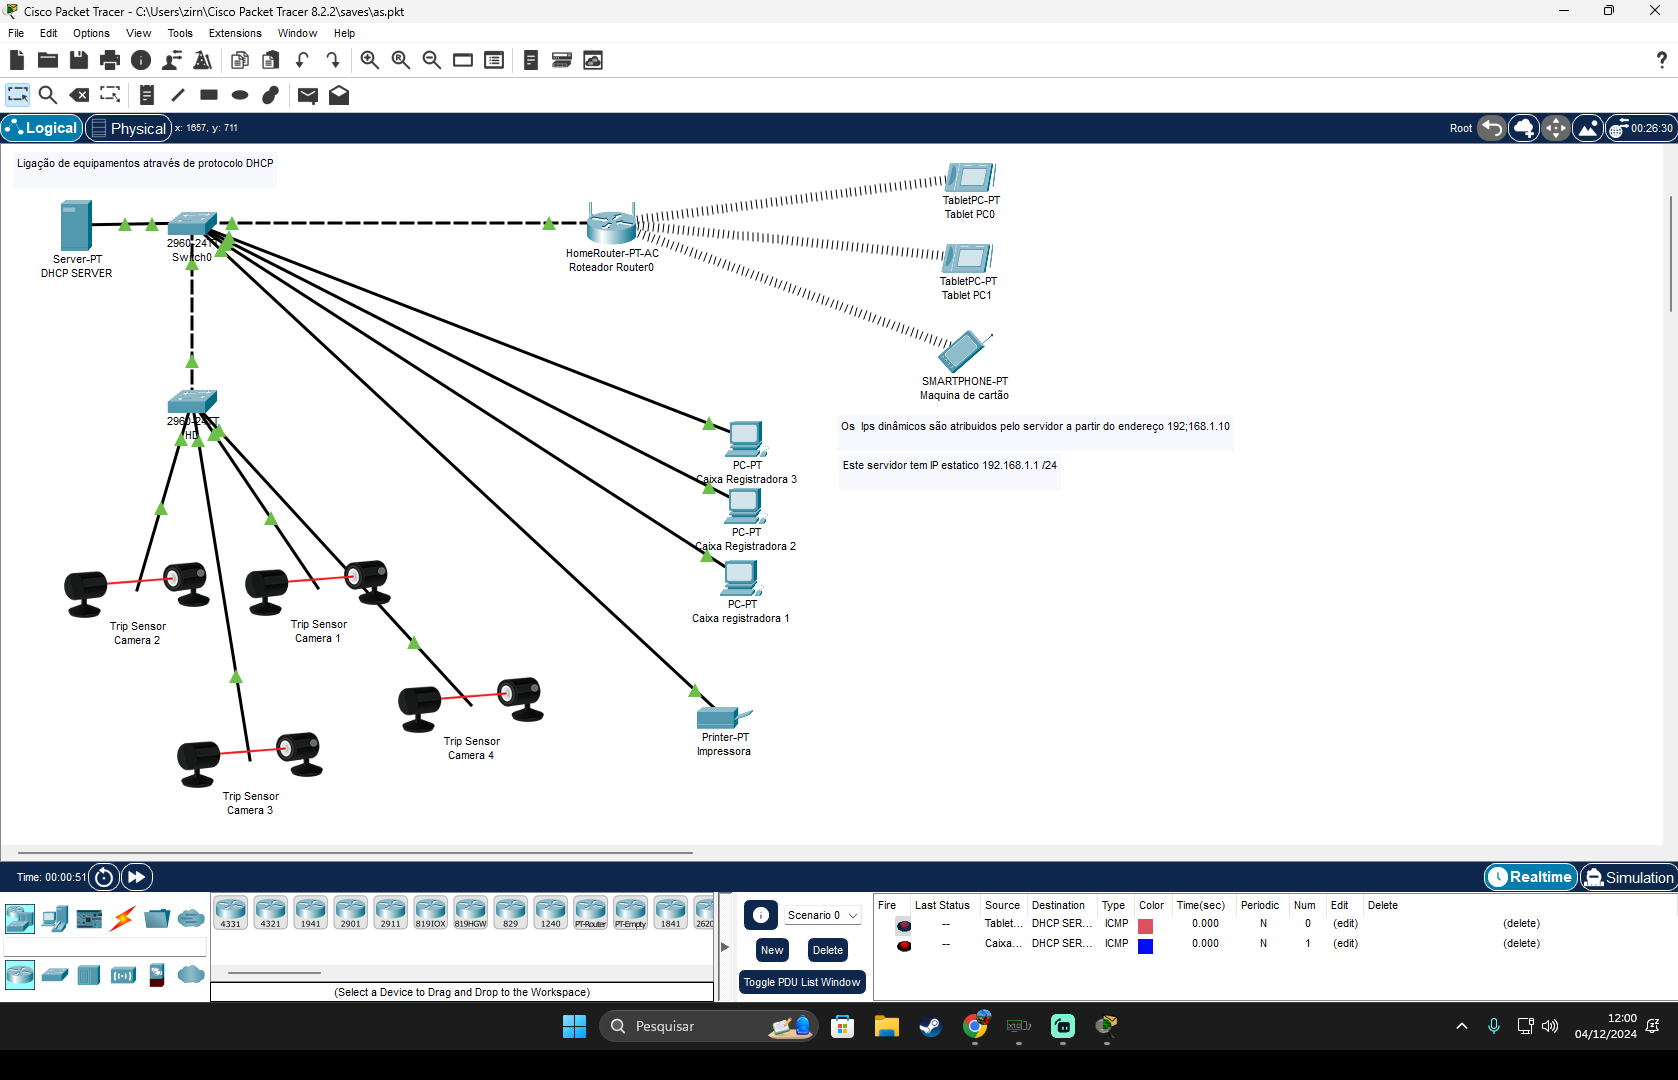 Cisco Packet Tracer - C:\Users\zirn\Cisco Packet Tracer 8.2.2\saves\as.pkt
File Edit Options View Tools Extensions Window Help
Logical Physical x: 1657, y: 711 Root 00:26:30
Ligação de equipamentos através de protocolo DHCP
Server-PT
DHCP SERVER
2960-24TT
Switch0
HomeRouter-PT-AC
Roteador Router0
TabletPC-PT
Tablet PC0
TabletPC-PT
Tablet PC1
SMARTPHONE-PT
Maquina de cartão
2960-24TT
HD
Os Ips dinâmicos são atribuidos pelo servidor a partir do endereço 192;168.1.10
Este servidor tem IP estatico 192.168.1.1 /24
PC-PT
Caixa Registradora 3
PC-PT
Caixa Registradora 2
PC-PT
Caixa registradora 1
Trip Sensor
Camera 2
Trip Sensor
Camera 1
Trip Sensor
Camera 4
Trip Sensor
Camera 3
Printer-PT
Impressora
Time: 00:00:51 Realtime Simulation
4331 4321 1941 2901 2911 819IOX 819HGW 829 1240 PT-Router PT-Empty 1841 2620
(Select a Device to Drag and Drop to the Workspace)
Scenario 0
New Delete
Toggle PDU List Window
Fire Last Status Source Destination Type Color Time(sec) Periodic Num Edit Delete
-- Tablet... DHCP SER... ICMP 0.000 N 0 (edit) (delete)
-- Caixa... DHCP SER... ICMP 0.000 N 1 (edit) (delete)
Pesquisar
12:00
04/12/2024